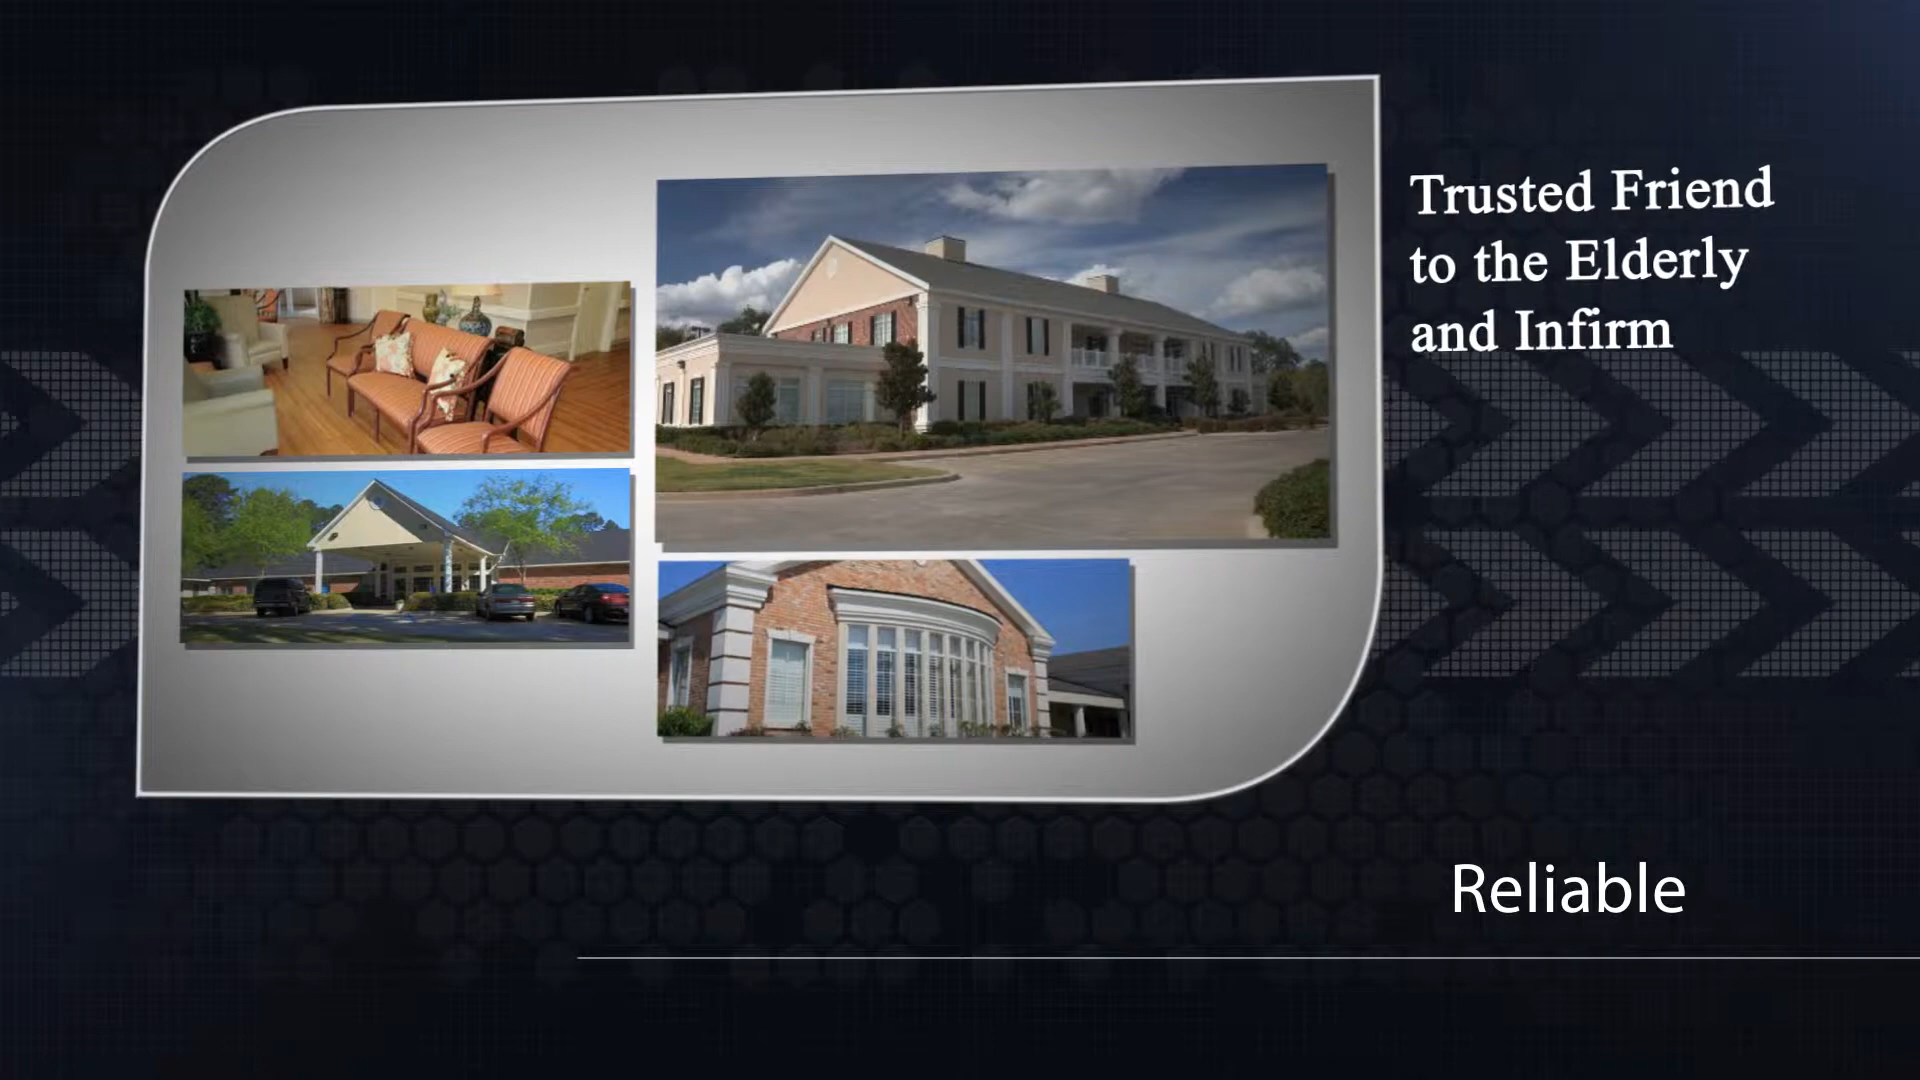 Trusted Friend
to the Elderly
and Infirm
Reliable